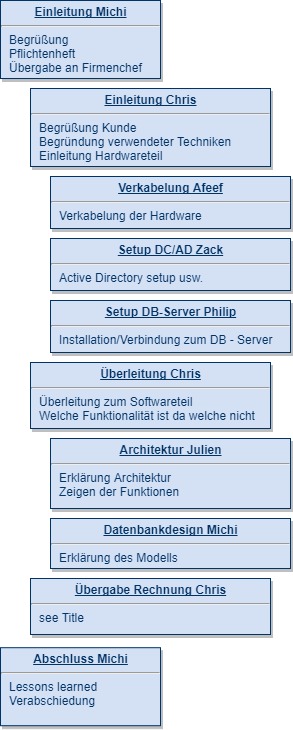 Einleitung Michi
Begrüßung
Pflichtenheft
Übergabe an Firmenchef
Einleitung Chris
Begrüßung Kunde
Begründung verwendeter Techniken
Einleitung Hardwareteil
Verkabelung Afeef
Verkabelung der Hardware
Setup DC/AD Zack
Active Directory setup usw.
Setup DB-Server Philip
Installation/Verbindung zum DB - Server
Überleitung Chris
Überleitung zum Softwareteil
Welche Funktionalität ist da welche nicht
Architektur Julien
Erklärung Architektur
Zeigen der Funktionen
Datenbankdesign Michi
Erklärung des Modells
Übergabe Rechnung Chris
see Title
Abschluss Michi
Lessons learned
Verabschiedung